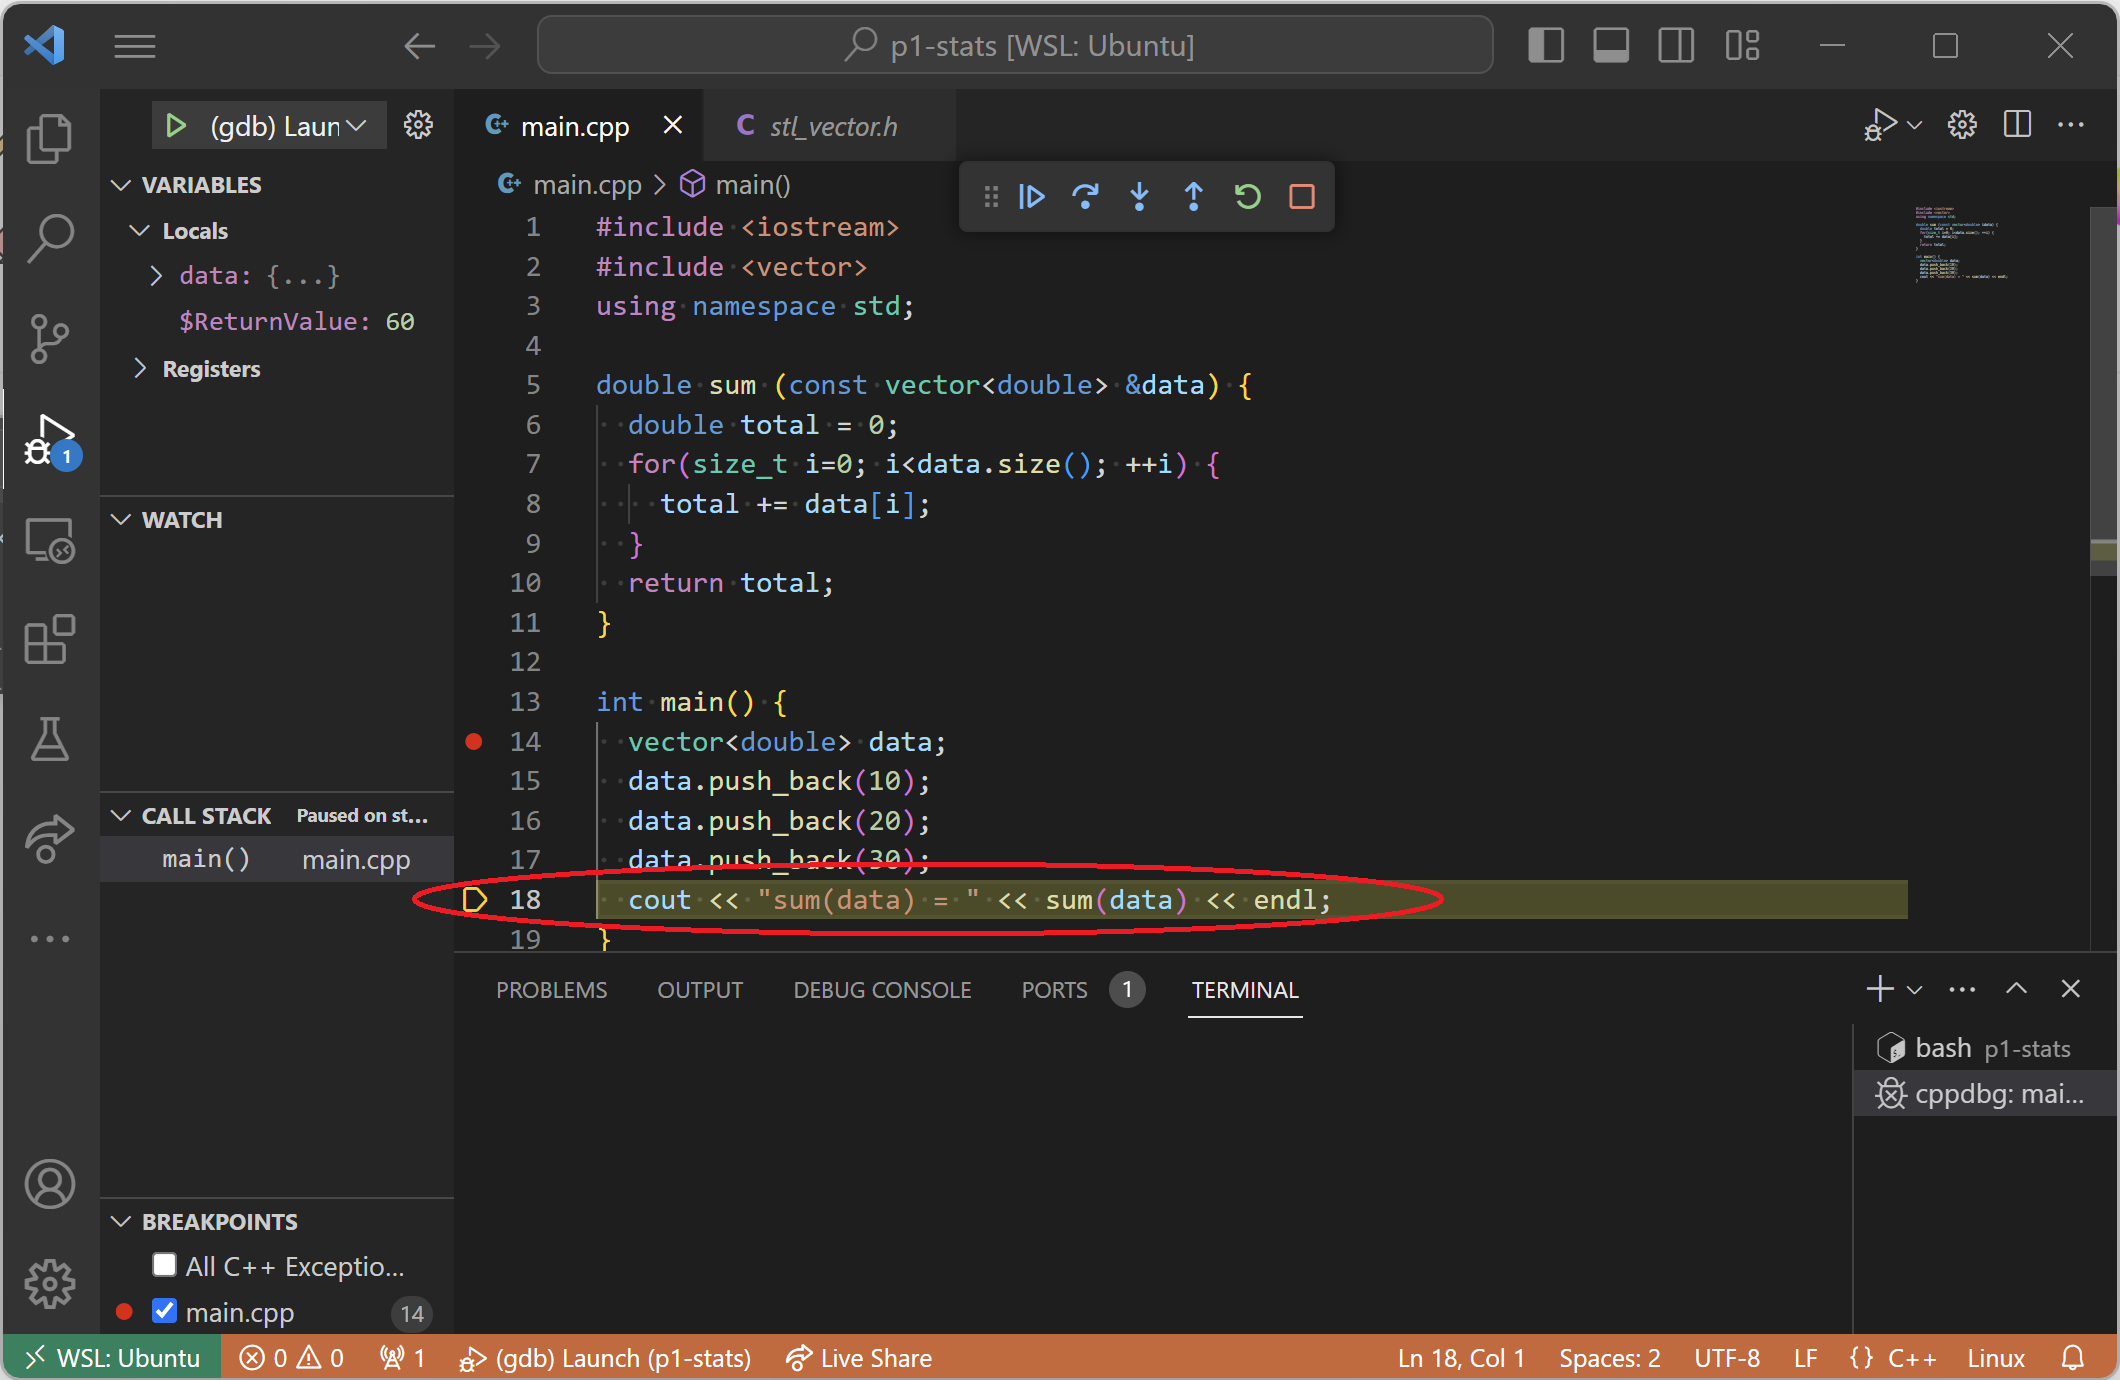 p1-stats [WSL: Ubuntu]
(gdb) Laun
main.cpp
stl_vector.h
main.cpp > main()
VARIABLES
Locals
data: {...}
$ReturnValue: 60
Registers
WATCH
CALL STACK Paused on st...
main() main.cpp
BREAKPOINTS
All C++ Exceptio...
main.cpp 14
1
1 #include <iostream>
2 #include <vector>
3 using namespace std;
4
5 double sum (const vector<double> &data) {
6 double total = 0;
7 for(size_t i=0; i<data.size(); ++i) {
8 total += data[i];
9 }
10 return total;
11 }
12
13 int main() {
14 vector<double> data;
15 data.push_back(10);
16 data.push_back(20);
17 data.push_back(30);
18 cout << "sum(data) = " << sum(data) << endl;
19 }
PROBLEMS OUTPUT DEBUG CONSOLE PORTS 1 TERMINAL
bash p1-stats
cppdbg: mai...
WSL: Ubuntu 0 0 1 (gdb) Launch (p1-stats) Live Share Ln 18, Col 1 Spaces: 2 UTF-8 LF {} C++ Linux